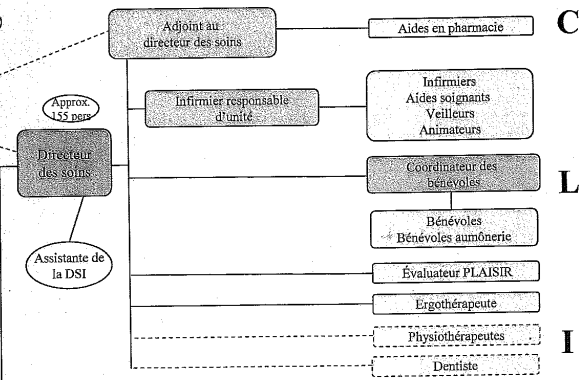 Adjoint au
directeur des soins
Aides en pharmacie
C
Approx.
155 pers
Infirmier responsable
d'unité
Infirmiers
Aides soignants
Veilleurs
Animateurs
Directeur
des soins
Coordinateur des
bénévoles
L
Bénévoles
Bénévoles aumônerie
Assistante de
la DSI
Évaluateur PLAISIR
Ergothérapeute
Physiothérapeutes
I
Dentiste